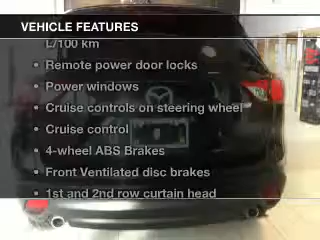 VEHICLE FEATURES
L/100 km
Remote power door locks
Power windows
Cruise controls on steering wheel
Cruise control
4-wheel ABS Brakes
Front Ventilated disc brakes
1st and 2nd row curtain head